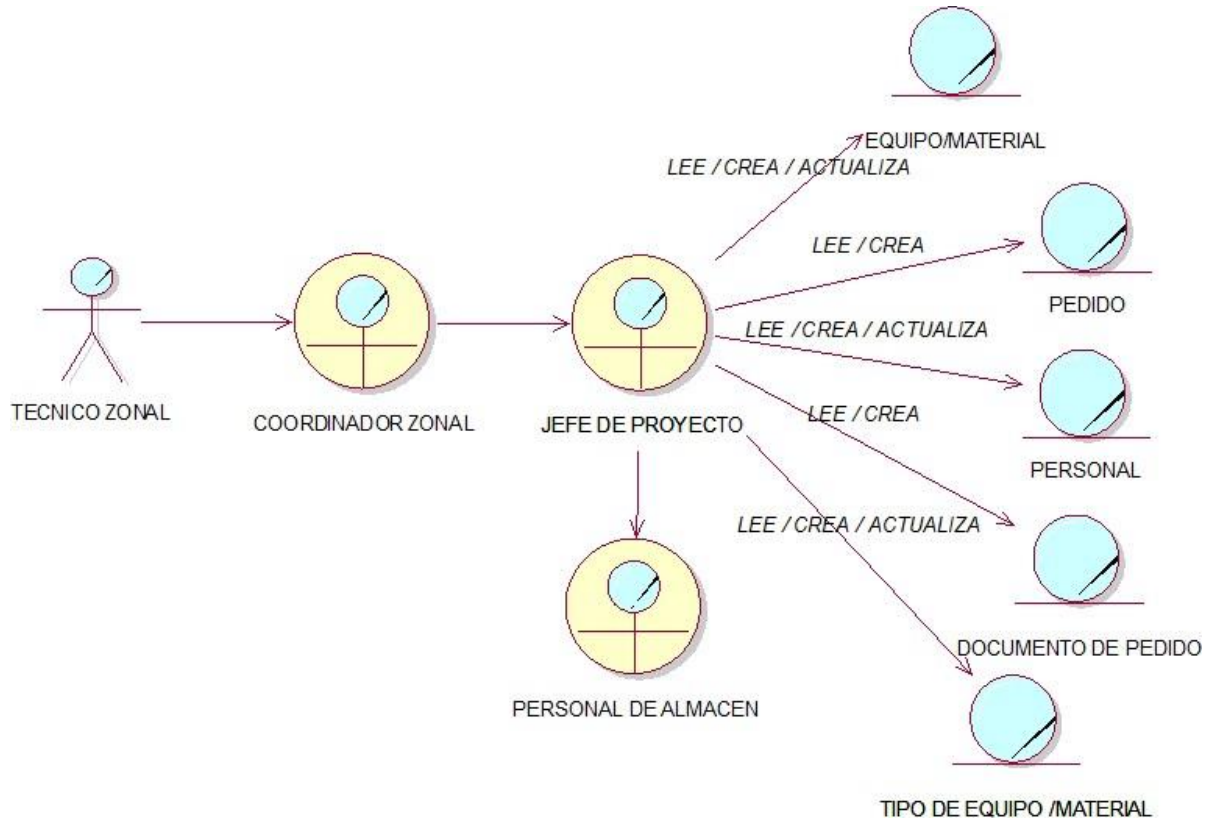 EQUIPO/MATERIAL
LEE / CREA / ACTUALIZA
LEE / CREA
PEDIDO
LEE / CREA / ACTUALIZA
TECNICO ZONAL
COORDINADOR ZONAL
JEFE DE PROYECTO
LEE / CREA
PERSONAL
LEE / CREA / ACTUALIZA
DOCUMENTO DE PEDIDO
PERSONAL DE ALMACEN
TIPO DE EQUIPO /MATERIAL